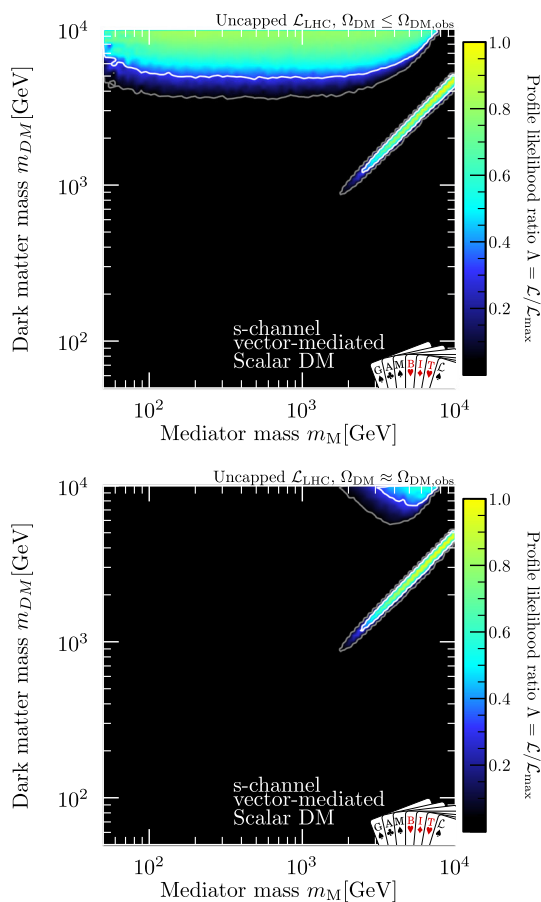 Uncapped ℒ_LHC, Ω_DM ≤ Ω_DM,obs
10^4
10^3
10^2
Dark matter mass m_DM[GeV]
s-channel
vector-mediated
Scalar DM
G A M B I T ℒ
10^2 10^3 10^4
Mediator mass m_M[GeV]
1.0
0.8
0.6
0.4
0.2
Profile likelihood ratio Λ = ℒ/ℒ_max
Uncapped ℒ_LHC, Ω_DM ≈ Ω_DM,obs
10^4
10^3
10^2
Dark matter mass m_DM[GeV]
s-channel
vector-mediated
Scalar DM
G A M B I T ℒ
10^2 10^3 10^4
Mediator mass m_M[GeV]
1.0
0.8
0.6
0.4
0.2
Profile likelihood ratio Λ = ℒ/ℒ_max